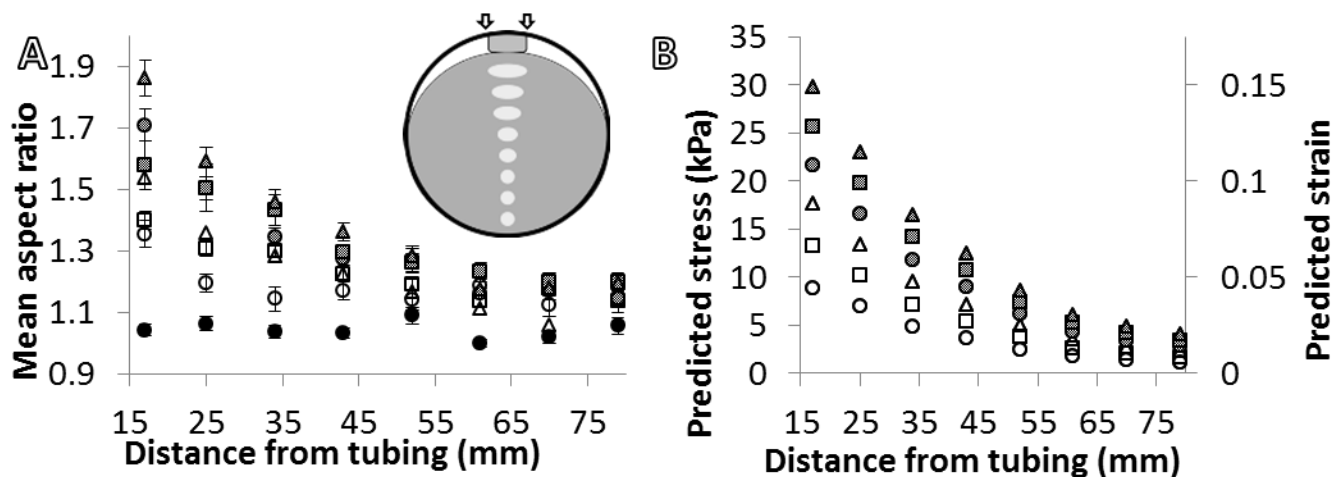 A
Mean aspect ratio
1.9
1.7
1.5
1.3
1.1
0.9
15 25 35 45 55 65 75
Distance from tubing (mm)
B
Predicted stress (kPa)
35
30
25
20
15
10
5
0
15 25 35 45 55 65 75
Distance from tubing (mm)
0.15
0.1
0.05
0
Predicted strain